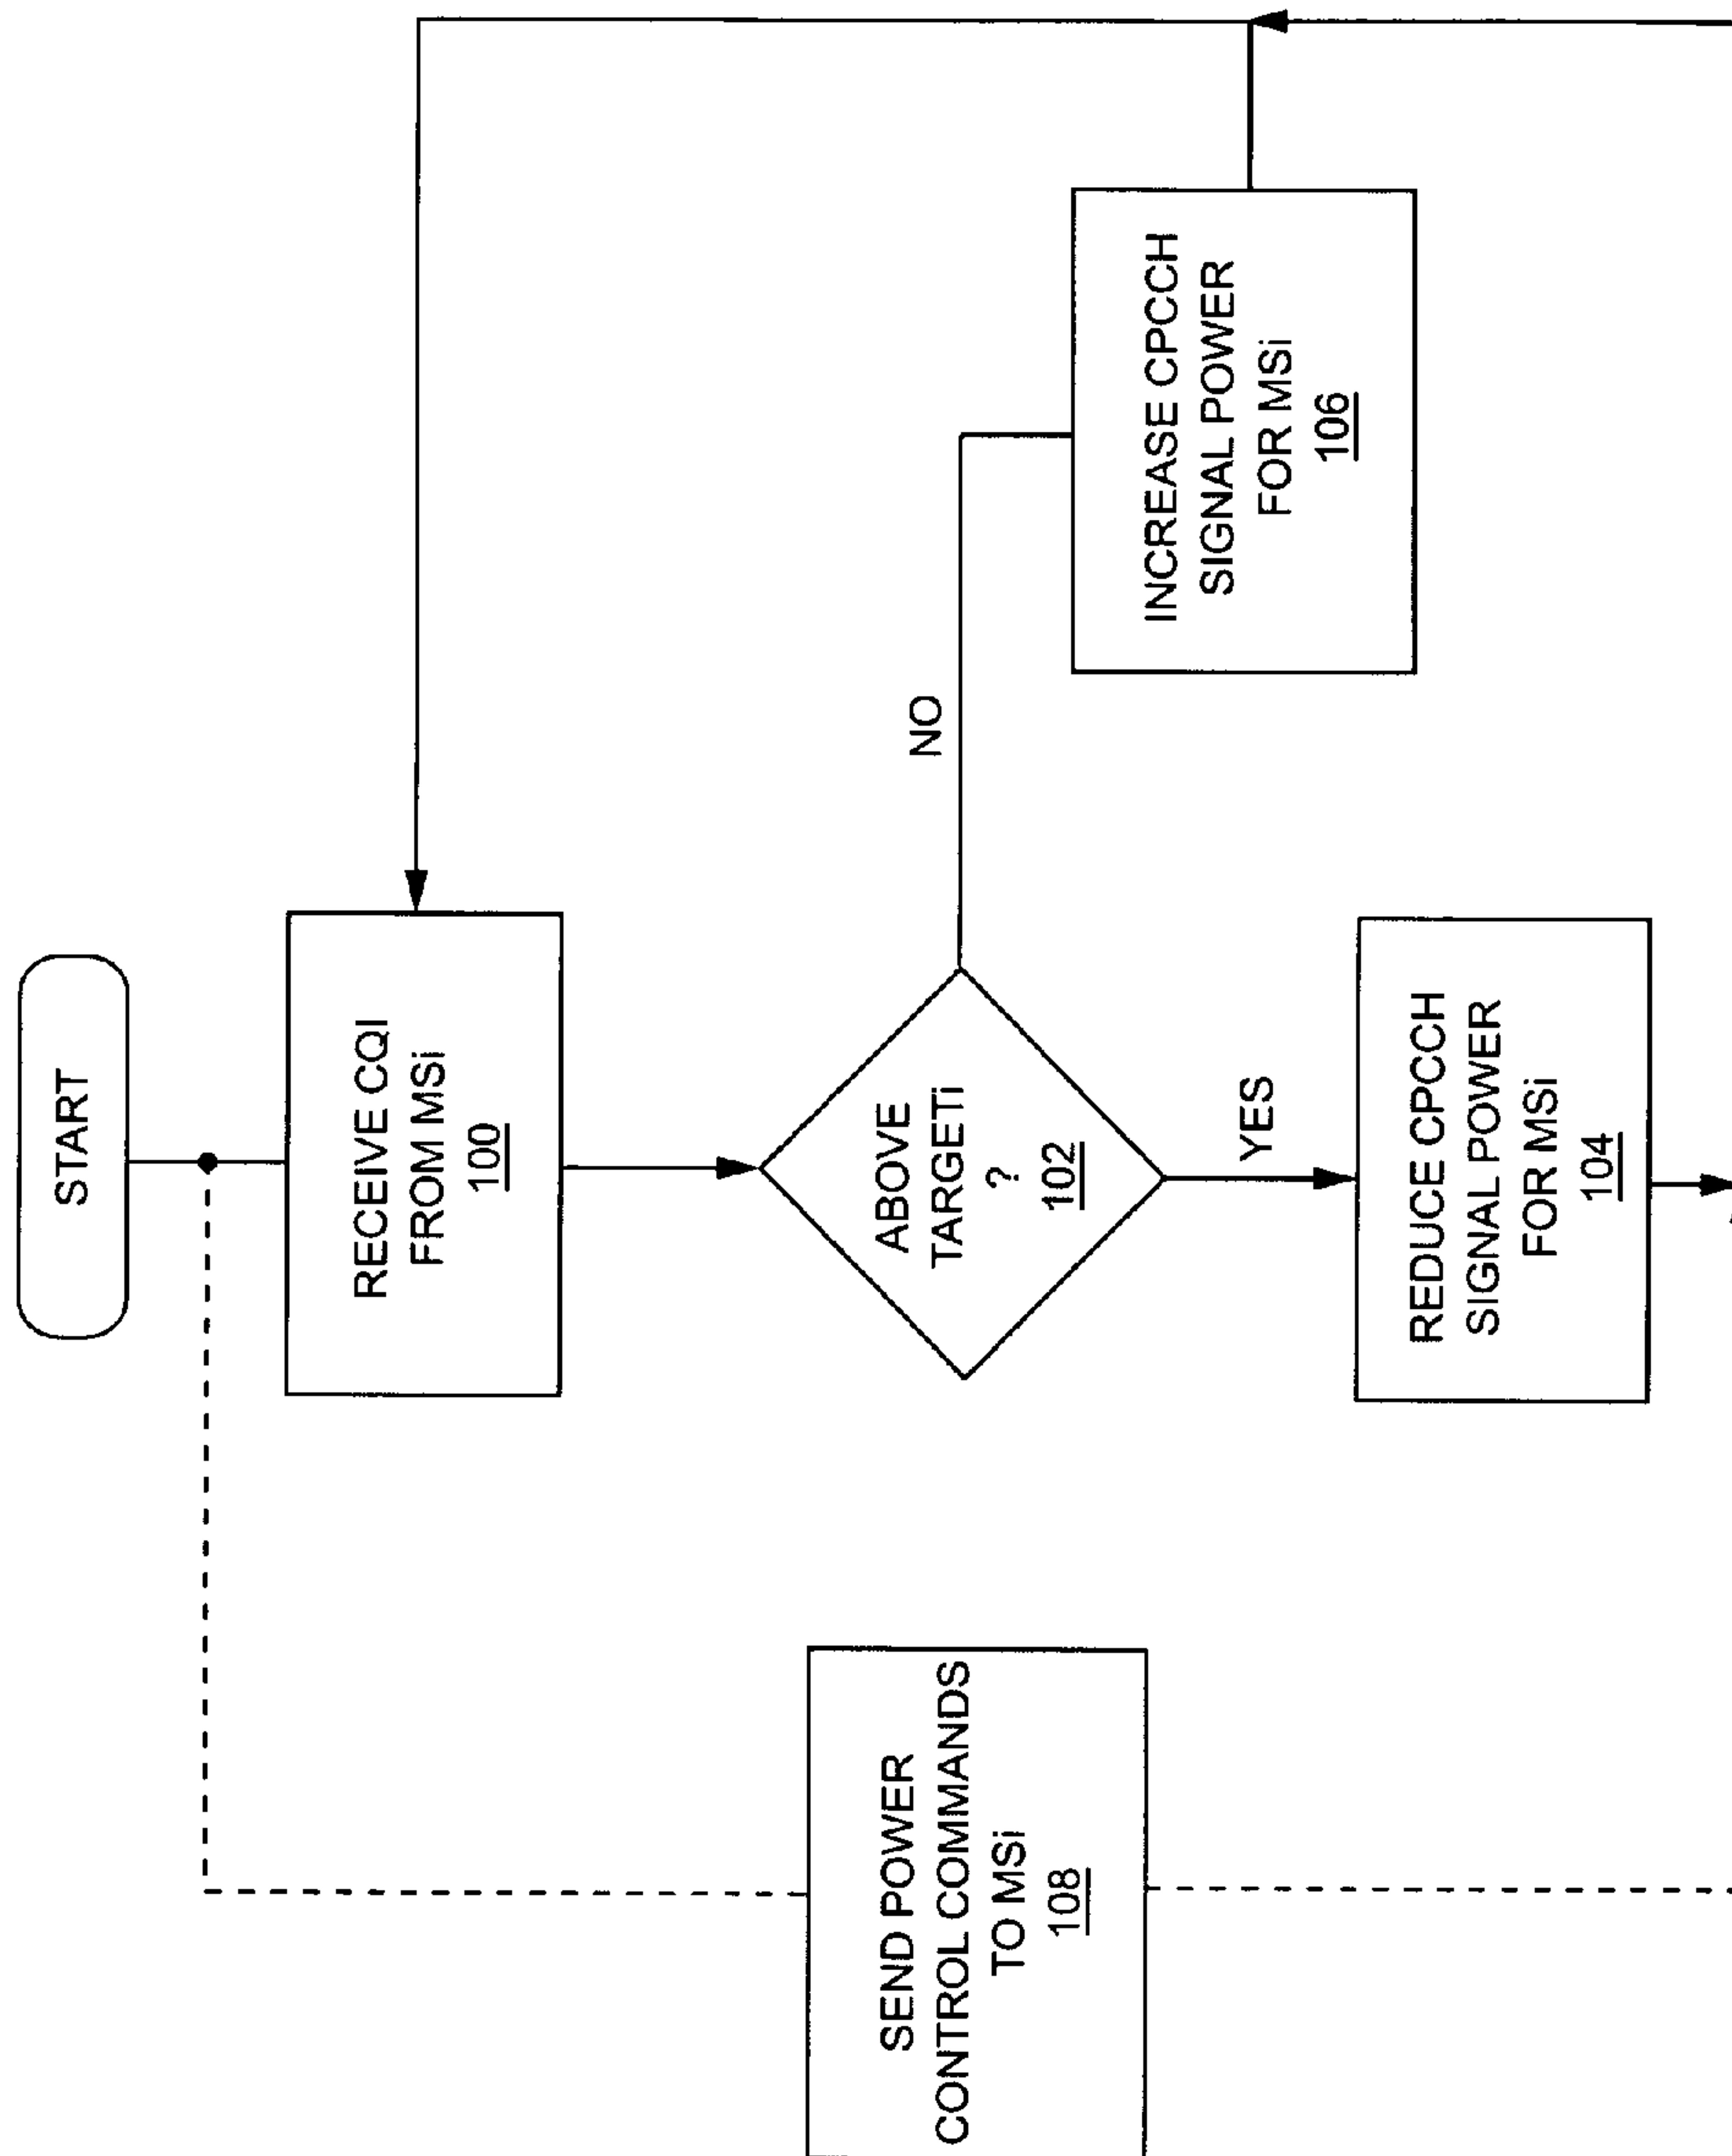 START
RECEIVE CQI
FROM MSi
100
ABOVE
TARGETi
?
102
NO
YES
INCREASE CPCCH
SIGNAL POWER
FOR MSi
106
REDUCE CPCCH
SIGNAL POWER
FOR MSi
104
SEND POWER
CONTROL COMMANDS
TO MSi
108